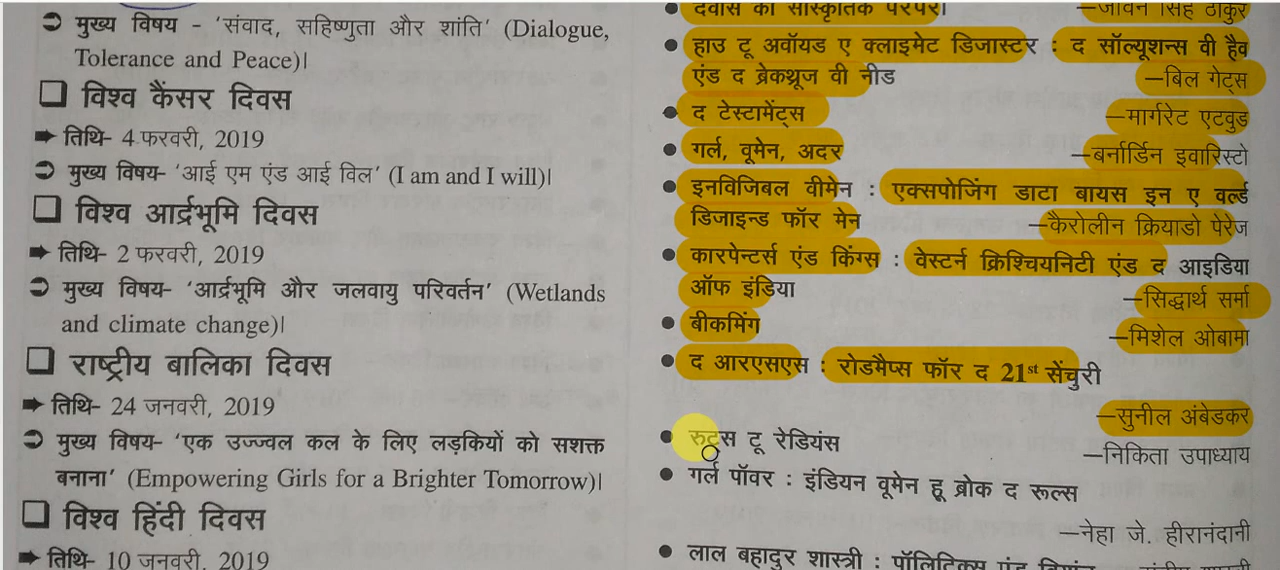 ➲ मुख्य विषय - 'संवाद, सहिष्णुता और शांति' (Dialogue,
Tolerance and Peace)।
❑ विश्व कैंसर दिवस
➡ तिथि- 4 फरवरी, 2019
➲ मुख्य विषय- 'आई एम एंड आई विल' (I am and I will)।
❑ विश्व आर्द्रभूमि दिवस
➡ तिथि- 2 फरवरी, 2019
➲ मुख्य विषय- 'आर्द्रभूमि और जलवायु परिवर्तन' (Wetlands
and climate change)।
❑ राष्ट्रीय बालिका दिवस
➡ तिथि- 24 जनवरी, 2019
➲ मुख्य विषय- 'एक उज्ज्वल कल के लिए लड़कियों को सशक्त
बनाना' (Empowering Girls for a Brighter Tomorrow)।
❑ विश्व हिंदी दिवस
➡ तिथि- 10 जनवरी, 2019
● देवास की सांस्कृतिक परंपरा —जीवन सिंह ठाकुर
● हाउ टू अवॉयड ए क्लाइमेट डिजास्टर : द सॉल्यूशन्स वी हैव
एंड द ब्रेकथ्रूज वी नीड —बिल गेट्स
● द टेस्टामेंट्स —मार्गरेट एटवुड
● गर्ल, वूमेन, अदर —बर्नार्डिन इवारिस्टो
● इनविजिबल वीमेन : एक्सपोजिंग डाटा बायस इन ए वर्ल्ड
डिजाइन्ड फॉर मेन —कैरोलीन क्रियाडो पेरेज
● कारपेन्टर्स एंड किंग्स : वेस्टर्न क्रिश्चियनिटी एंड द आइडिया
ऑफ इंडिया —सिद्धार्थ सर्मा
● बीकमिंग —मिशेल ओबामा
● द आरएसएस : रोडमैप्स फॉर द 21st सेंचुरी
—सुनील अंबेडकर
● रुट्स टू रेडियंस —निकिता उपाध्याय
● गर्ल पॉवर : इंडियन वूमेन हू ब्रोक द रूल्स
—नेहा जे. हीरानंदानी
● लाल बहादुर शास्त्री : पॉलिटिक्स एंड